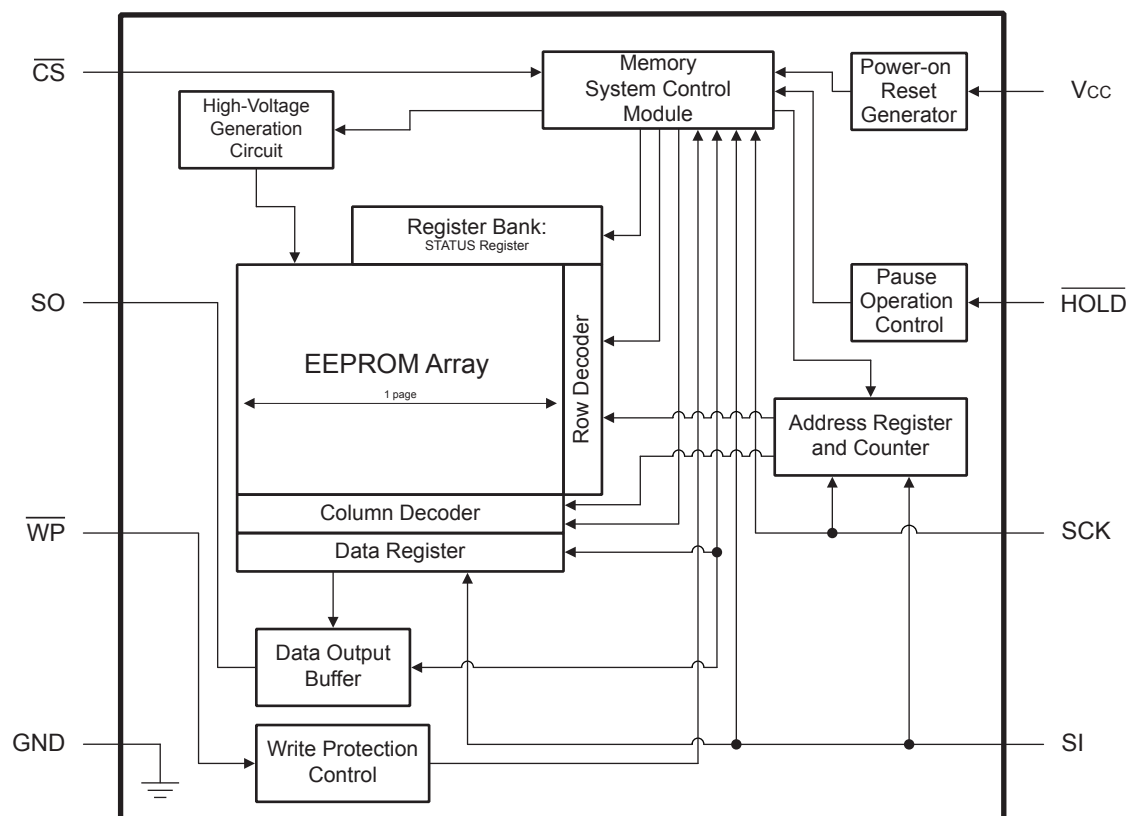 CS
Memory
System Control
Module
Power-on
Reset
Generator
VCC
High-Voltage
Generation
Circuit
Register Bank:
STATUS Register
SO
Pause
Operation
Control
HOLD
EEPROM Array
1 page
Row Decoder
Address Register
and Counter
WP
Column Decoder
SCK
Data Register
Data Output
Buffer
GND
Write Protection
Control
SI